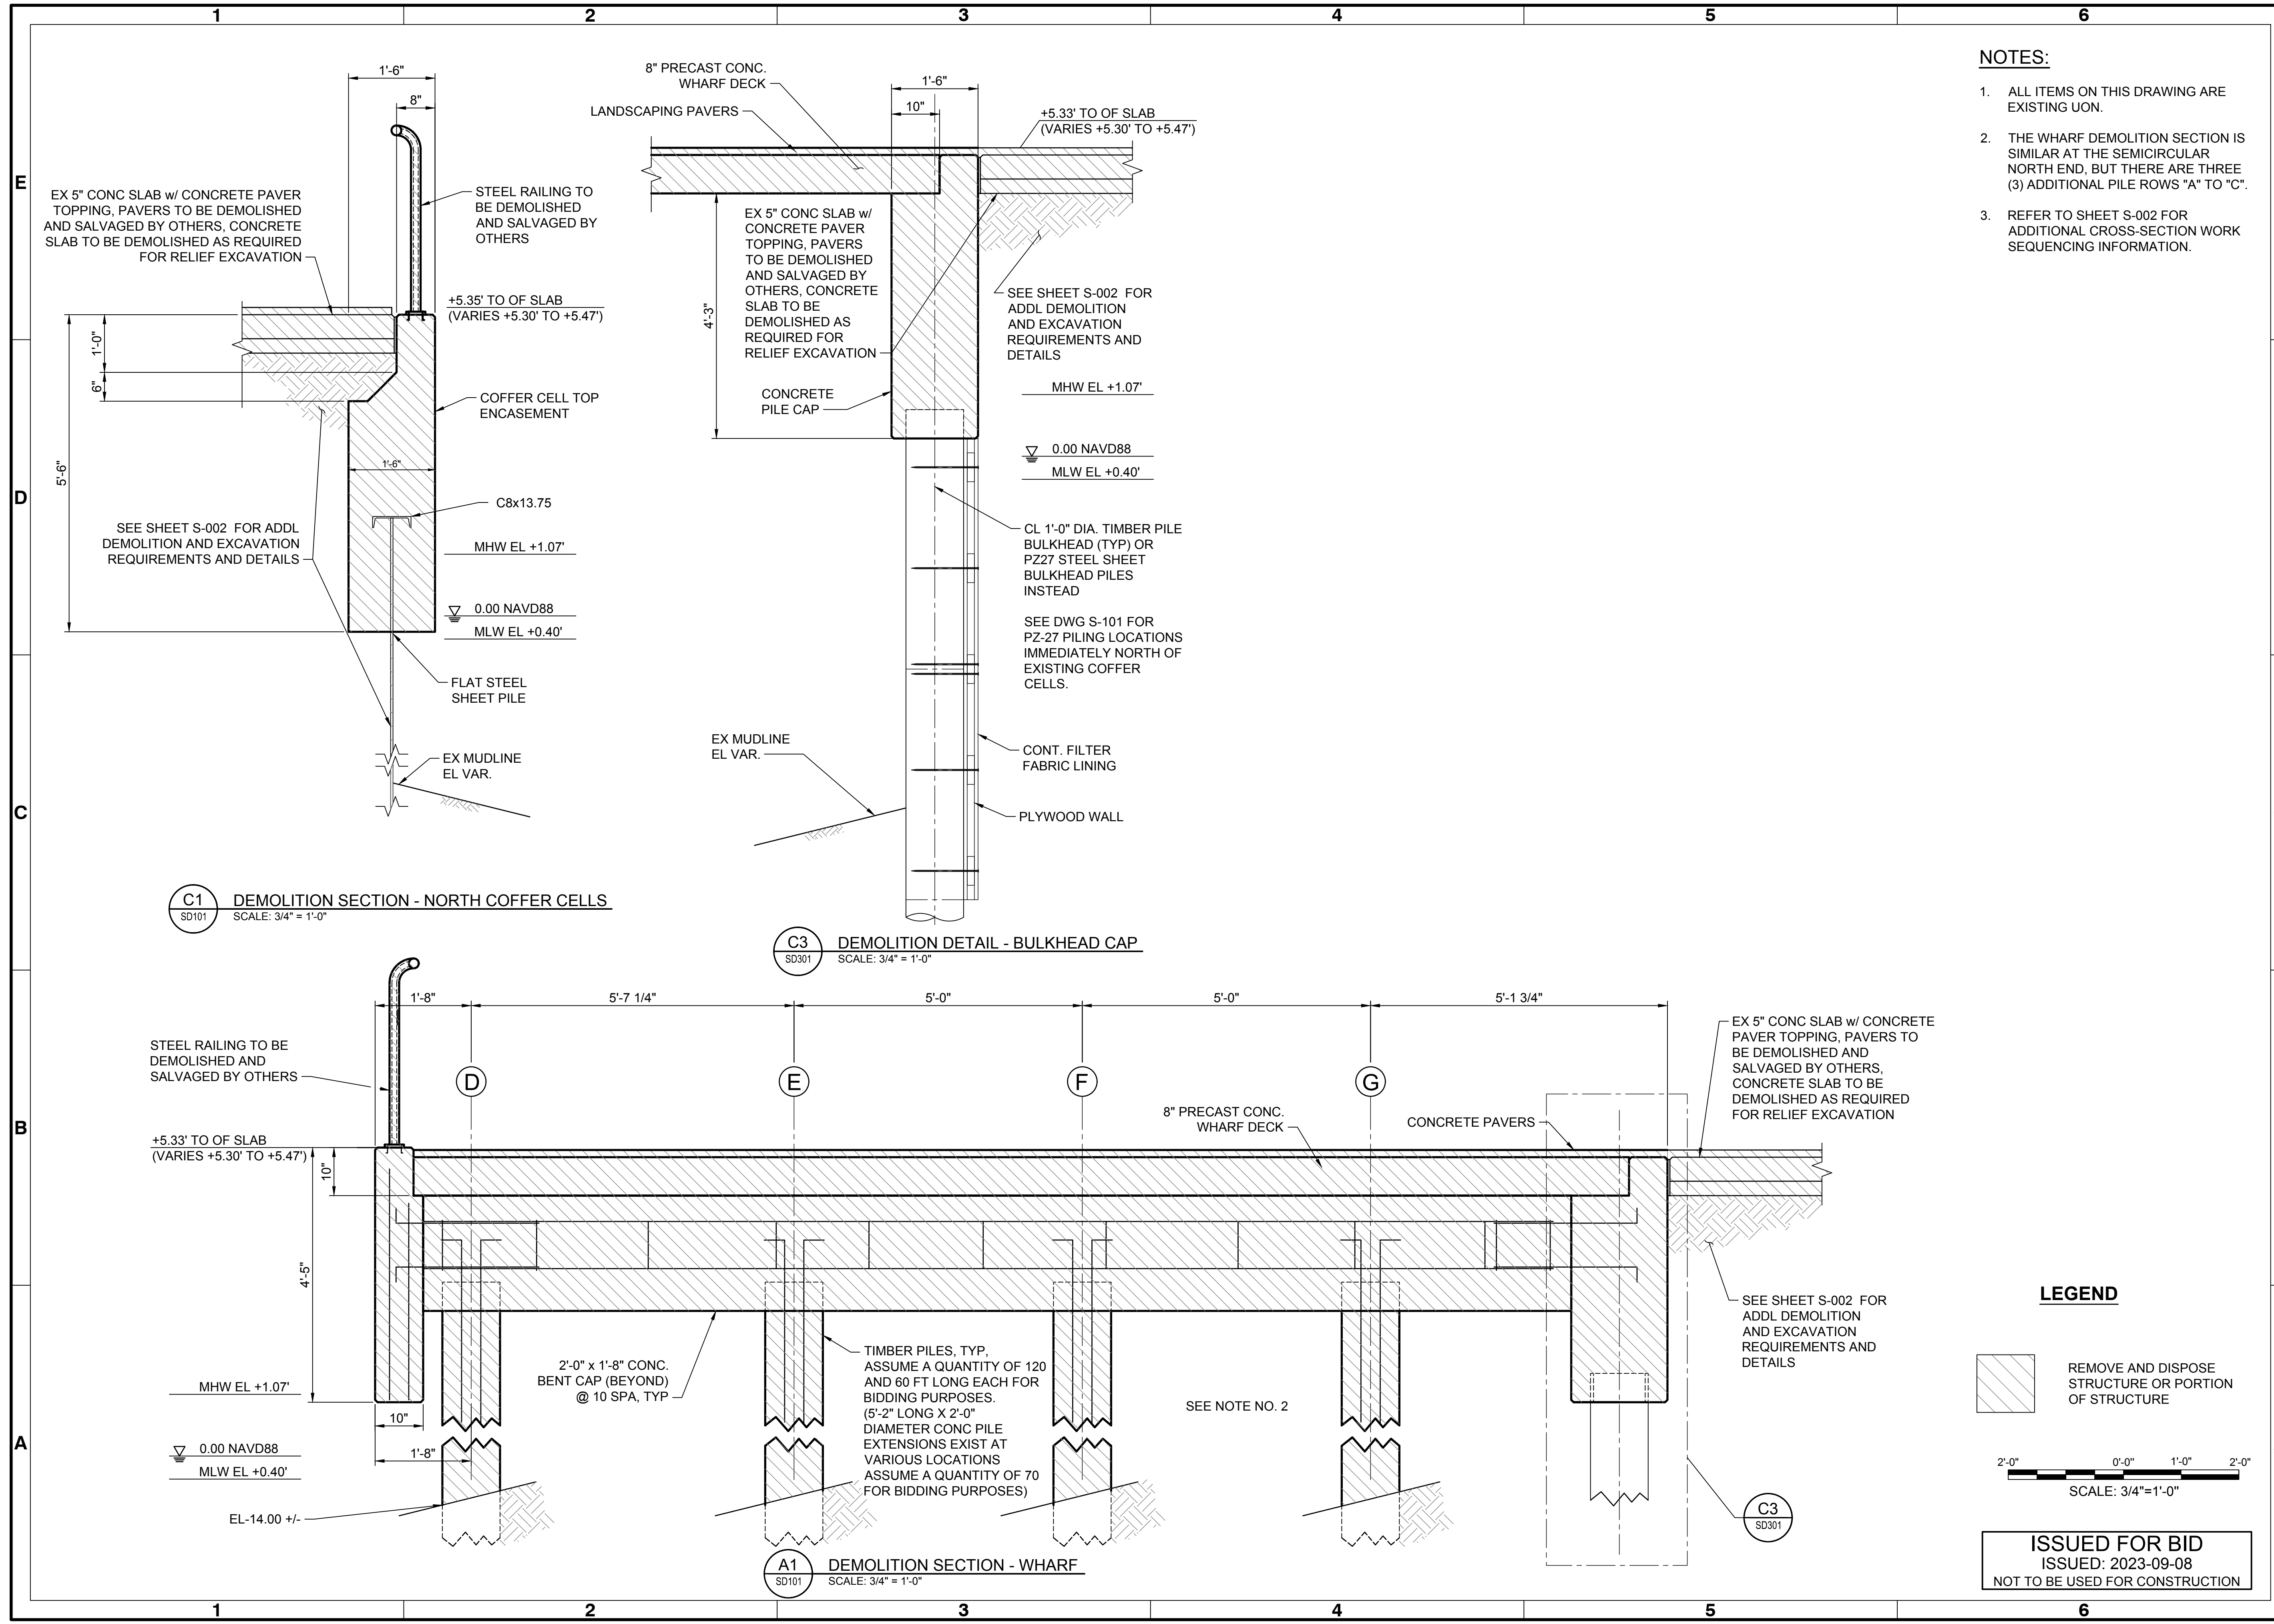 1 2 3 4 5 6
E
D
C
B
A
NOTES:
1. ALL ITEMS ON THIS DRAWING ARE
EXISTING UON.
2. THE WHARF DEMOLITION SECTION IS
SIMILAR AT THE SEMICIRCULAR
NORTH END, BUT THERE ARE THREE
(3) ADDITIONAL PILE ROWS "A" TO "C".
3. REFER TO SHEET S-002 FOR
ADDITIONAL CROSS-SECTION WORK
SEQUENCING INFORMATION.
1'-6"
8"
EX 5" CONC SLAB w/ CONCRETE PAVER
TOPPING, PAVERS TO BE DEMOLISHED
AND SALVAGED BY OTHERS, CONCRETE
SLAB TO BE DEMOLISHED AS REQUIRED
FOR RELIEF EXCAVATION
STEEL RAILING TO
BE DEMOLISHED
AND SALVAGED BY
OTHERS
+5.35' TO OF SLAB
(VARIES +5.30' TO +5.47')
1'-0"
6"
5'-6"
COFFER CELL TOP
ENCASEMENT
1'-6"
C8x13.75
SEE SHEET S-002 FOR ADDL
DEMOLITION AND EXCAVATION
REQUIREMENTS AND DETAILS
MHW EL +1.07'
0.00 NAVD88
MLW EL +0.40'
FLAT STEEL
SHEET PILE
EX MUDLINE
EL VAR.
C1
SD101
DEMOLITION SECTION - NORTH COFFER CELLS
SCALE: 3/4" = 1'-0"
8" PRECAST CONC.
WHARF DECK
LANDSCAPING PAVERS
1'-6"
10"
+5.33' TO OF SLAB
(VARIES +5.30' TO +5.47')
EX 5" CONC SLAB w/
CONCRETE PAVER
TOPPING, PAVERS
TO BE DEMOLISHED
AND SALVAGED BY
OTHERS, CONCRETE
SLAB TO BE
DEMOLISHED AS
REQUIRED FOR
RELIEF EXCAVATION
4'-3"
CONCRETE
PILE CAP
SEE SHEET S-002 FOR
ADDL DEMOLITION
AND EXCAVATION
REQUIREMENTS AND
DETAILS
MHW EL +1.07'
0.00 NAVD88
MLW EL +0.40'
CL 1'-0" DIA. TIMBER PILE
BULKHEAD (TYP) OR
PZ27 STEEL SHEET
BULKHEAD PILES
INSTEAD
SEE DWG S-101 FOR
PZ-27 PILING LOCATIONS
IMMEDIATELY NORTH OF
EXISTING COFFER
CELLS.
EX MUDLINE
EL VAR.
CONT. FILTER
FABRIC LINING
PLYWOOD WALL
C3
SD301
DEMOLITION DETAIL - BULKHEAD CAP
SCALE: 3/4" = 1'-0"
1'-8"
5'-7 1/4"
5'-0"
5'-0"
5'-1 3/4"
STEEL RAILING TO BE
DEMOLISHED AND
SALVAGED BY OTHERS
D
E
F
G
8" PRECAST CONC.
WHARF DECK
CONCRETE PAVERS
EX 5" CONC SLAB w/ CONCRETE
PAVER TOPPING, PAVERS TO
BE DEMOLISHED AND
SALVAGED BY OTHERS,
CONCRETE SLAB TO BE
DEMOLISHED AS REQUIRED
FOR RELIEF EXCAVATION
+5.33' TO OF SLAB
(VARIES +5.30' TO +5.47')
10"
4'-5"
MHW EL +1.07'
10"
0.00 NAVD88
MLW EL +0.40'
1'-8"
EL-14.00 +/-
2'-0" x 1'-8" CONC.
BENT CAP (BEYOND)
@ 10 SPA, TYP
TIMBER PILES, TYP,
ASSUME A QUANTITY OF 120
AND 60 FT LONG EACH FOR
BIDDING PURPOSES.
(5'-2" LONG X 2'-0"
DIAMETER CONC PILE
EXTENSIONS EXIST AT
VARIOUS LOCATIONS
ASSUME A QUANTITY OF 70
FOR BIDDING PURPOSES)
SEE NOTE NO. 2
SEE SHEET S-002 FOR
ADDL DEMOLITION
AND EXCAVATION
REQUIREMENTS AND
DETAILS
C3
SD301
A1
SD101
DEMOLITION SECTION - WHARF
SCALE: 3/4" = 1'-0"
LEGEND
REMOVE AND DISPOSE
STRUCTURE OR PORTION
OF STRUCTURE
2'-0" 0'-0" 1'-0" 2'-0"
SCALE: 3/4"=1'-0"
ISSUED FOR BID
ISSUED: 2023-09-08
NOT TO BE USED FOR CONSTRUCTION
1 2 3 4 5 6